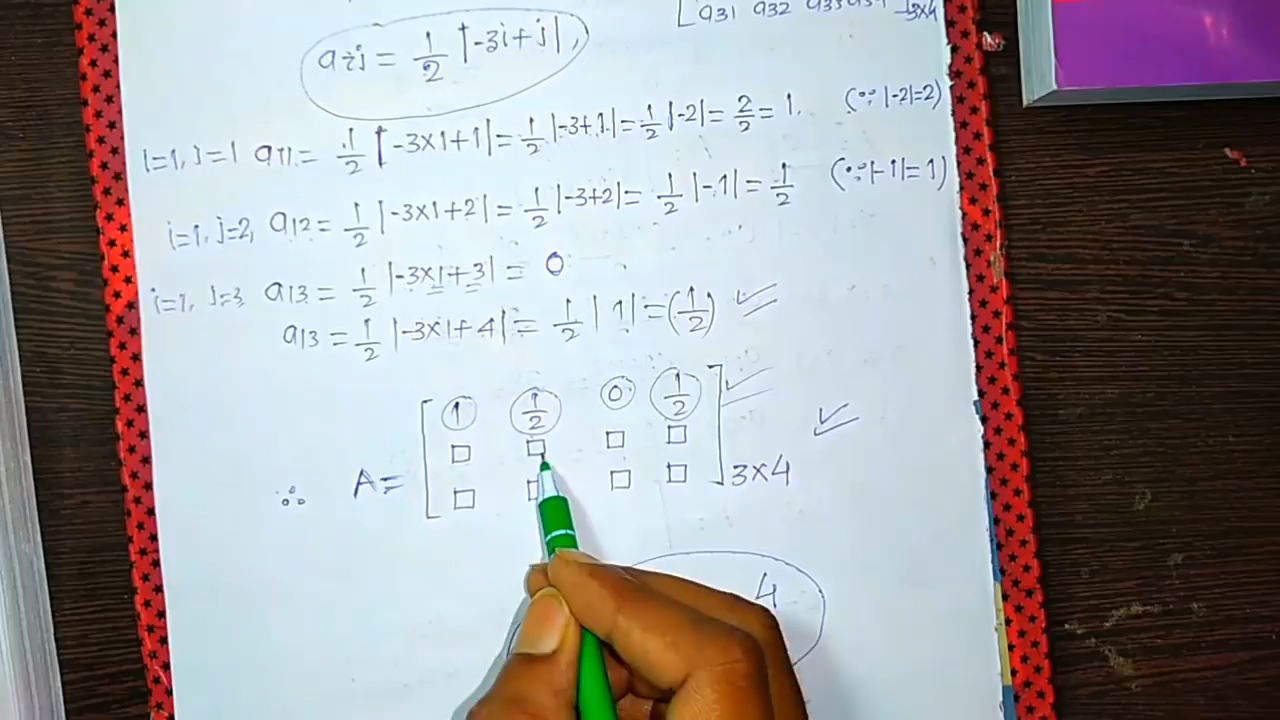 [a31 a32 a33 a34 ]3×4
aij = 1/2 |-3i+j|,
i=1, j=1 a11 = 1/2 |-3×1+1| = 1/2 |-3+1| = 1/2 |-2| = 2/2 = 1. (∵ |-2|=2)
i=1, j=2, a12 = 1/2 |-3×1+2| = 1/2 |-3+2| = 1/2 |-1| = 1/2 (∵ |-1|=1)
i=1, j=3, a13 = 1/2 |-3×1+3| = 0
a13 = 1/2 |-3×1+4| = 1/2 |1| = (1/2)
∴ A = [ 1 1/2 0 1/2
□ □ □ □
□ □ □ □ ]3×4
4